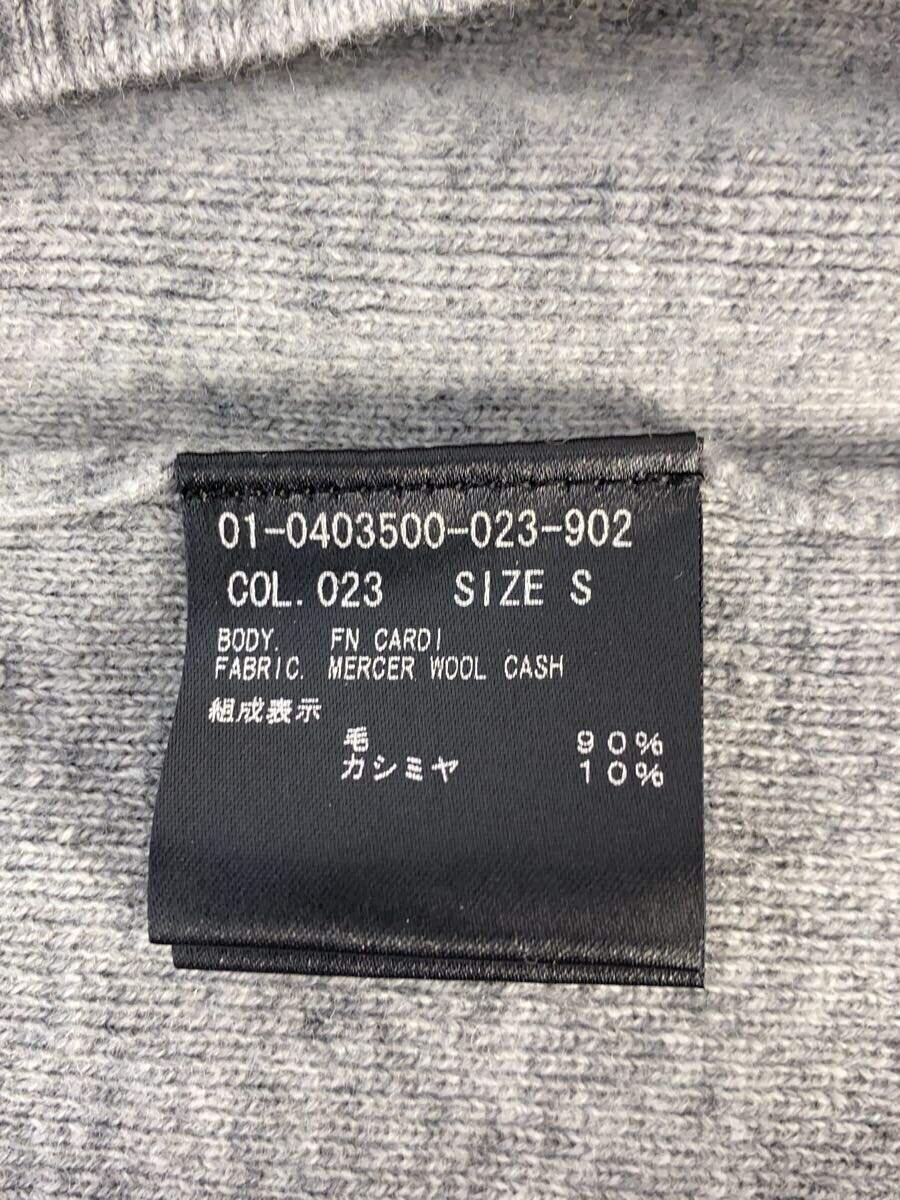 01-0403500-023-902
COL.023 SIZE S
BODY. FN CARDI
FABRIC. MERCER WOOL CASH
組成表示
毛 90%
カシミヤ 10%